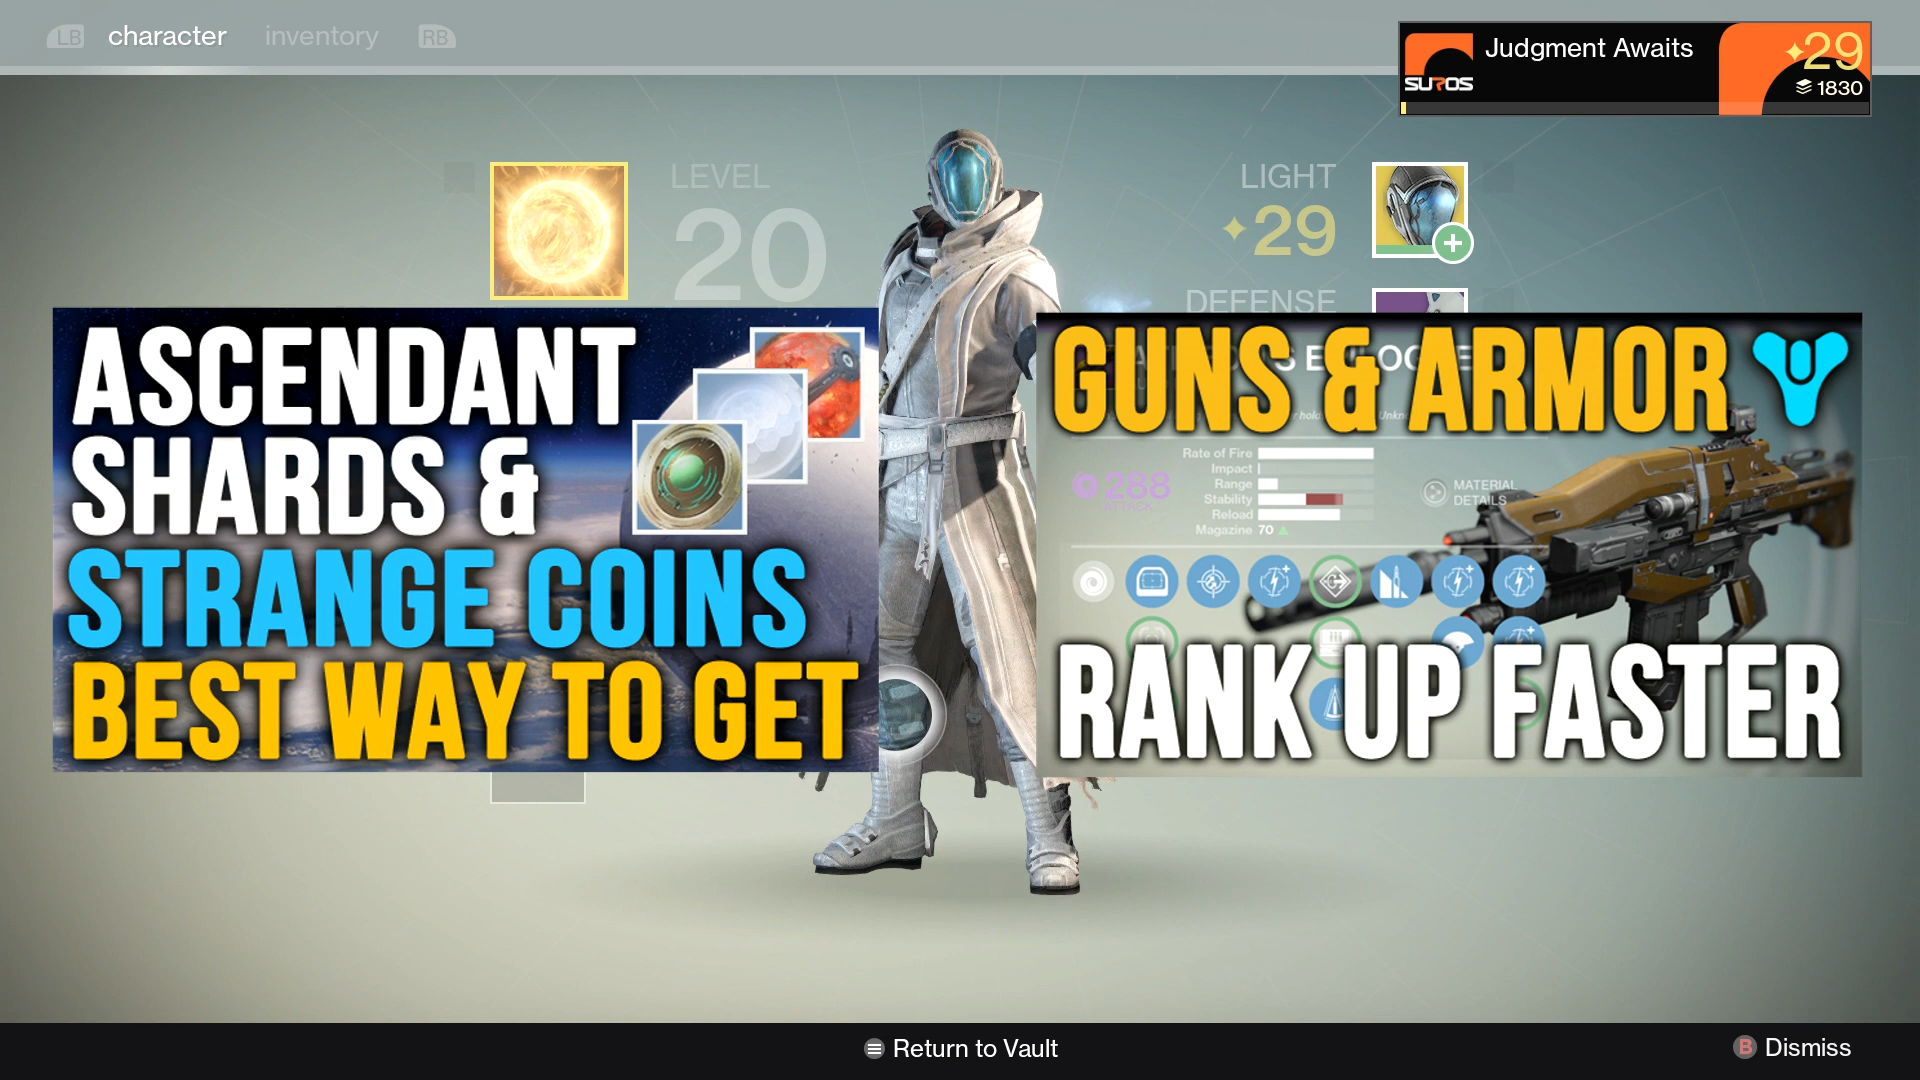 LB character inventory RB
SUROS
Judgment Awaits
29
1830
LEVEL
20
LIGHT
29
DEFENSE
ASCENDANT
SHARDS &
STRANGE COINS
BEST WAY TO GET
GUNS & ARMOR
Rate of Fire
Impact
Range
Stability
Reload
Magazine 70
288
ATTACK
MATERIAL
DETAILS
RANK UP FASTER
Return to Vault
B Dismiss